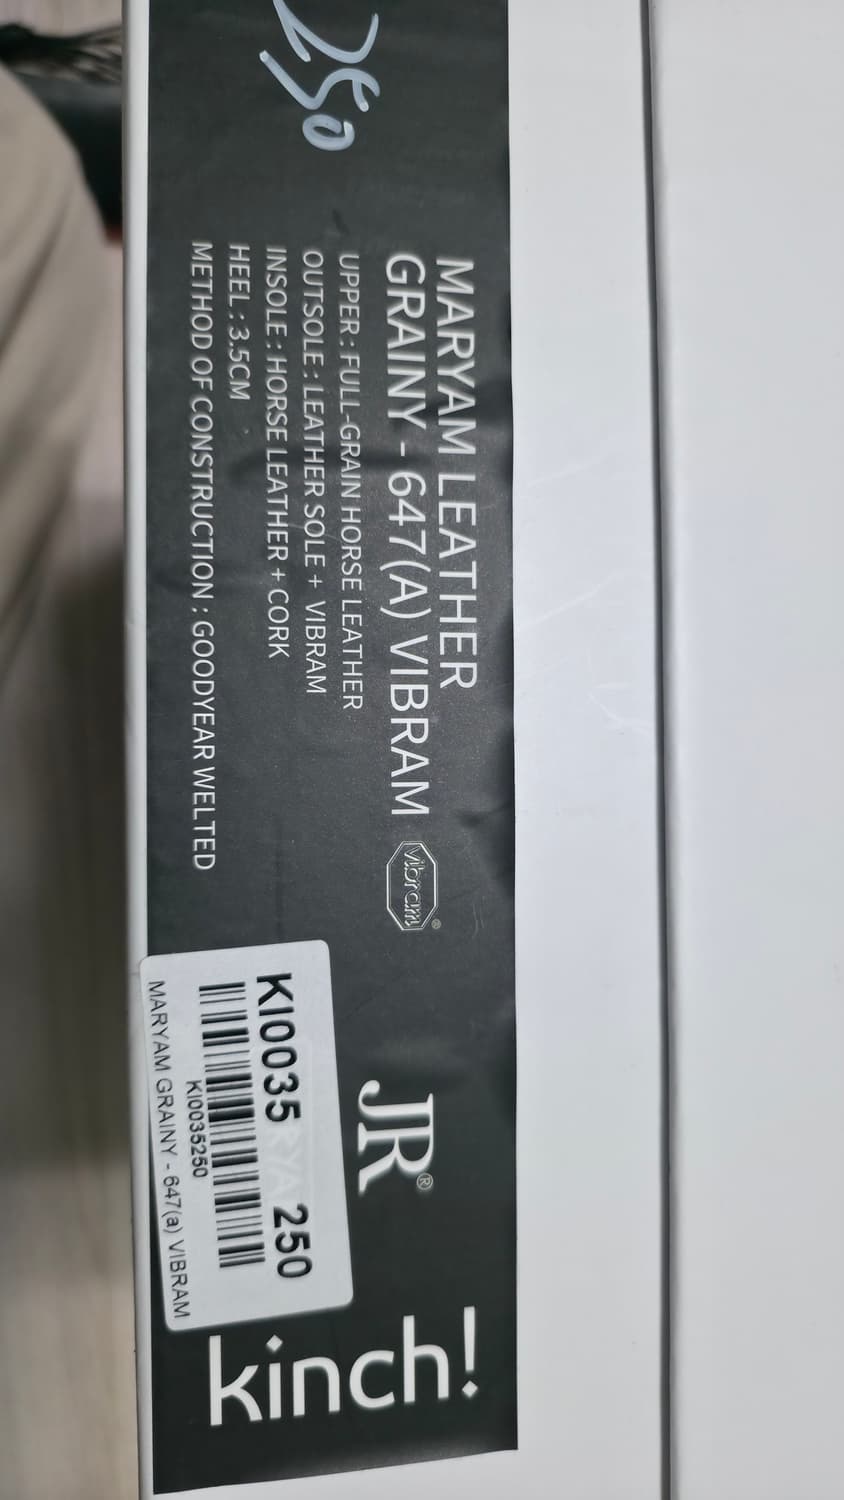 250
MARYAM LEATHER
GRAINY - 647(A) VIBRAM
vibram®
UPPER : FULL-GRAIN HORSE LEATHER
OUTSOLE : LEATHER SOLE + VIBRAM
INSOLE : HORSE LEATHER + CORK
HEEL : 3.5CM
METHOD OF CONSTRUCTION : GOODYEAR WELTED
JR®
KI0035 250
KI0035250
MARYAM GRAINY - 647(a) VIBRAM
kinch!